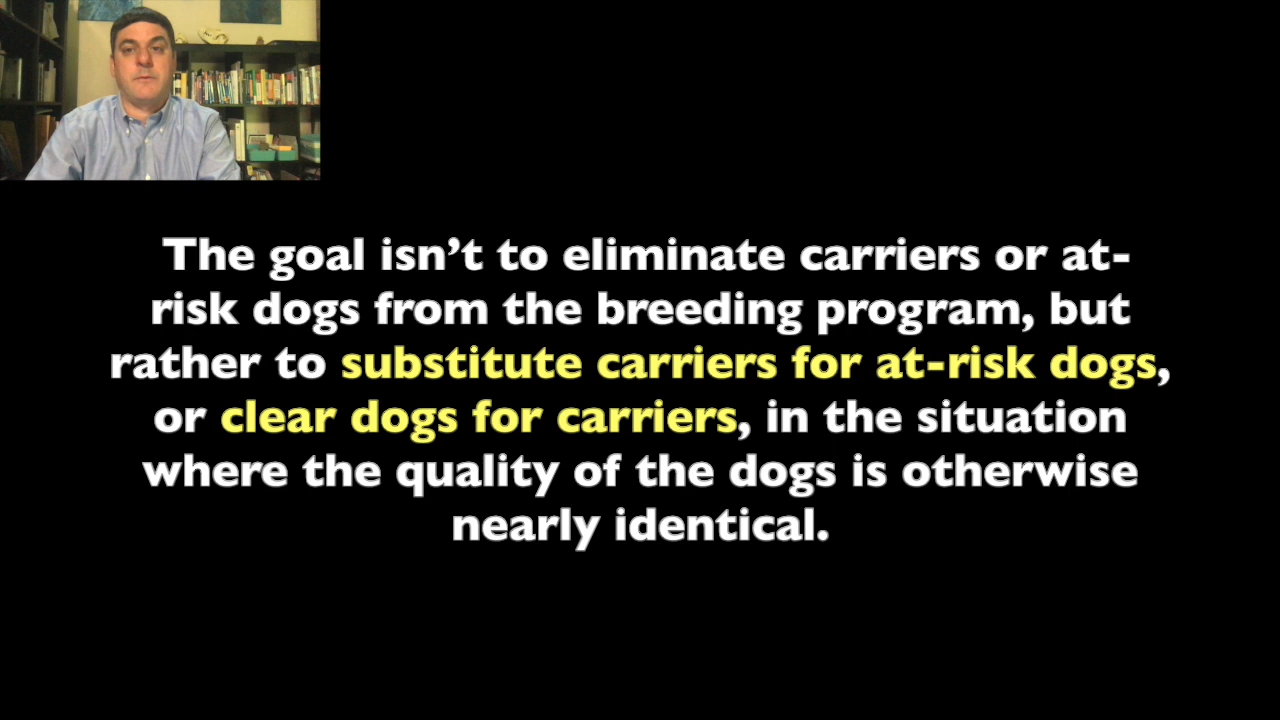 The goal isn’t to eliminate carriers or at-
risk dogs from the breeding program, but
rather to substitute carriers for at-risk dogs,
or clear dogs for carriers, in the situation
where the quality of the dogs is otherwise
nearly identical.